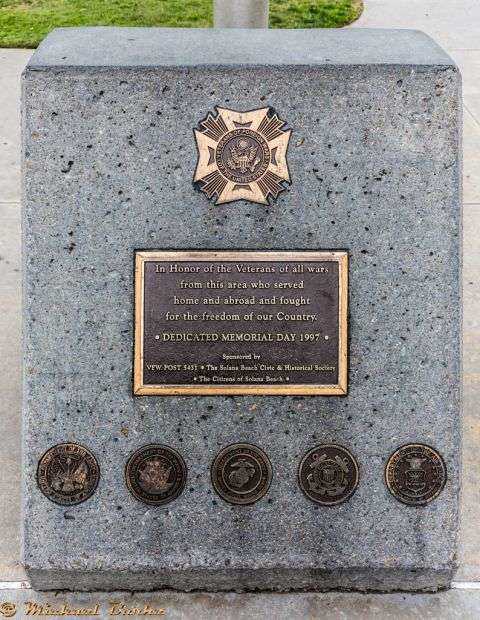 In Honor of the Veterans of all wars
from this area who served
home and abroad and fought
for the freedom of our Country.
• DEDICATED MEMORIAL DAY 1997 •
Sponsored by
VFW POST 5431 • The Solana Beach Civic & Historical Society
• The Citizens of Solana Beach •
© Michael